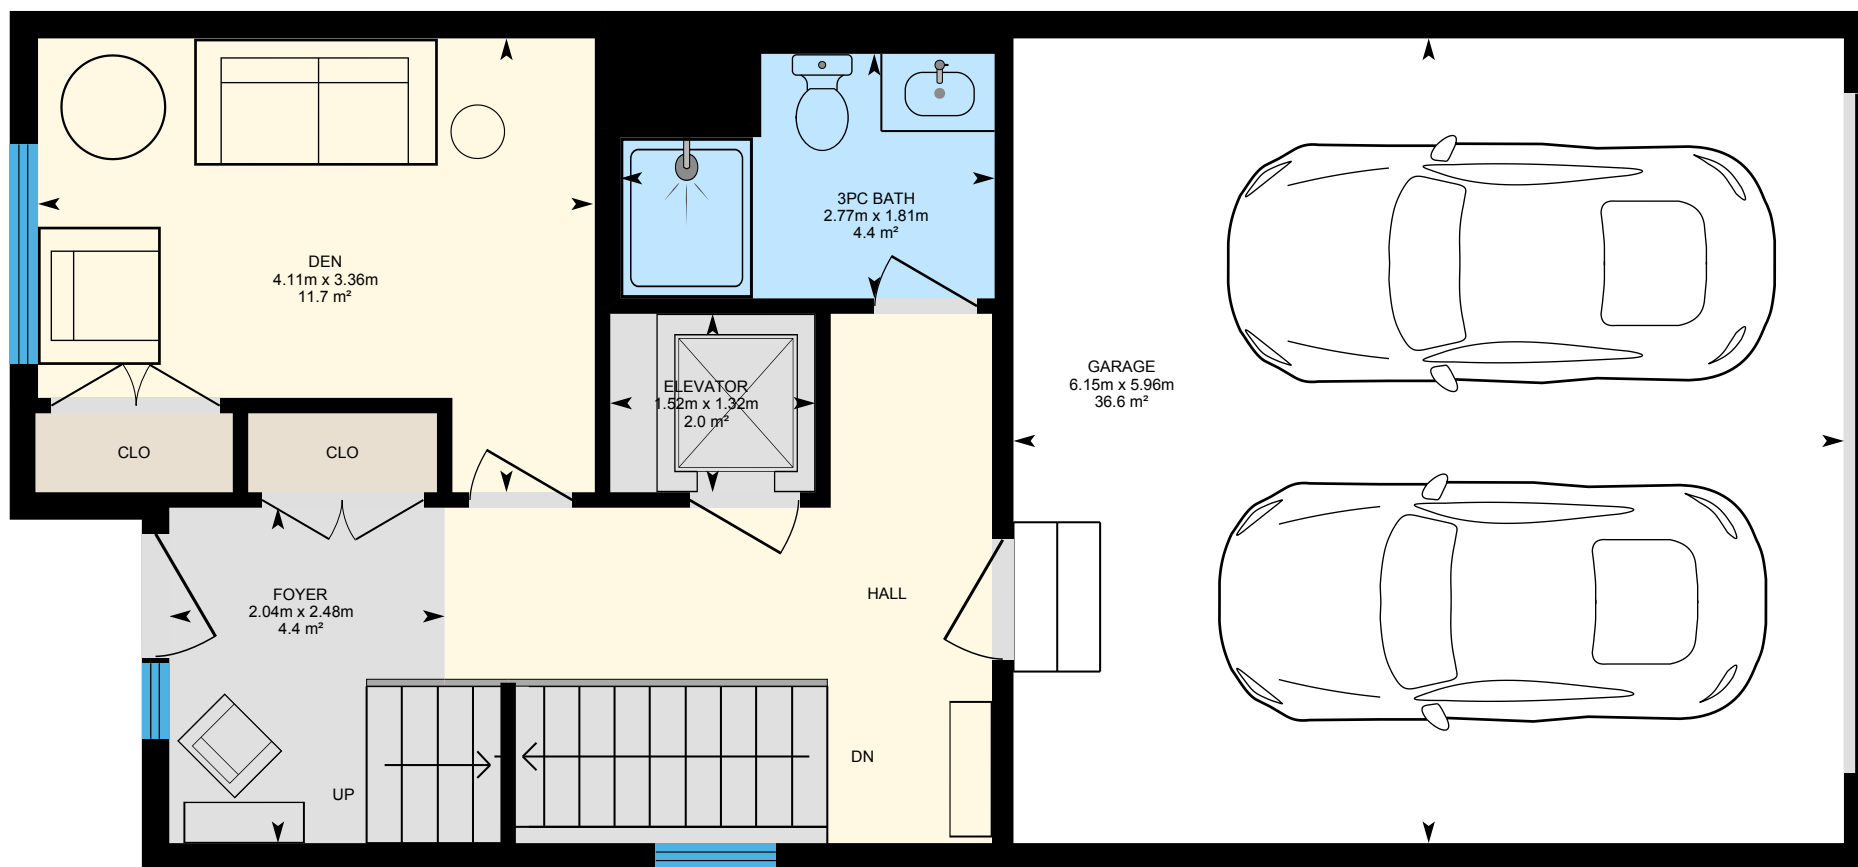 3PC BATH
2.77m x 1.81m
4.4 m²
DEN
4.11m x 3.36m
11.7 m²
GARAGE
6.15m x 5.96m
36.6 m²
ELEVATOR
1.52m x 1.32m
2.0 m²
CLO
CLO
FOYER
2.04m x 2.48m
4.4 m²
HALL
DN
UP